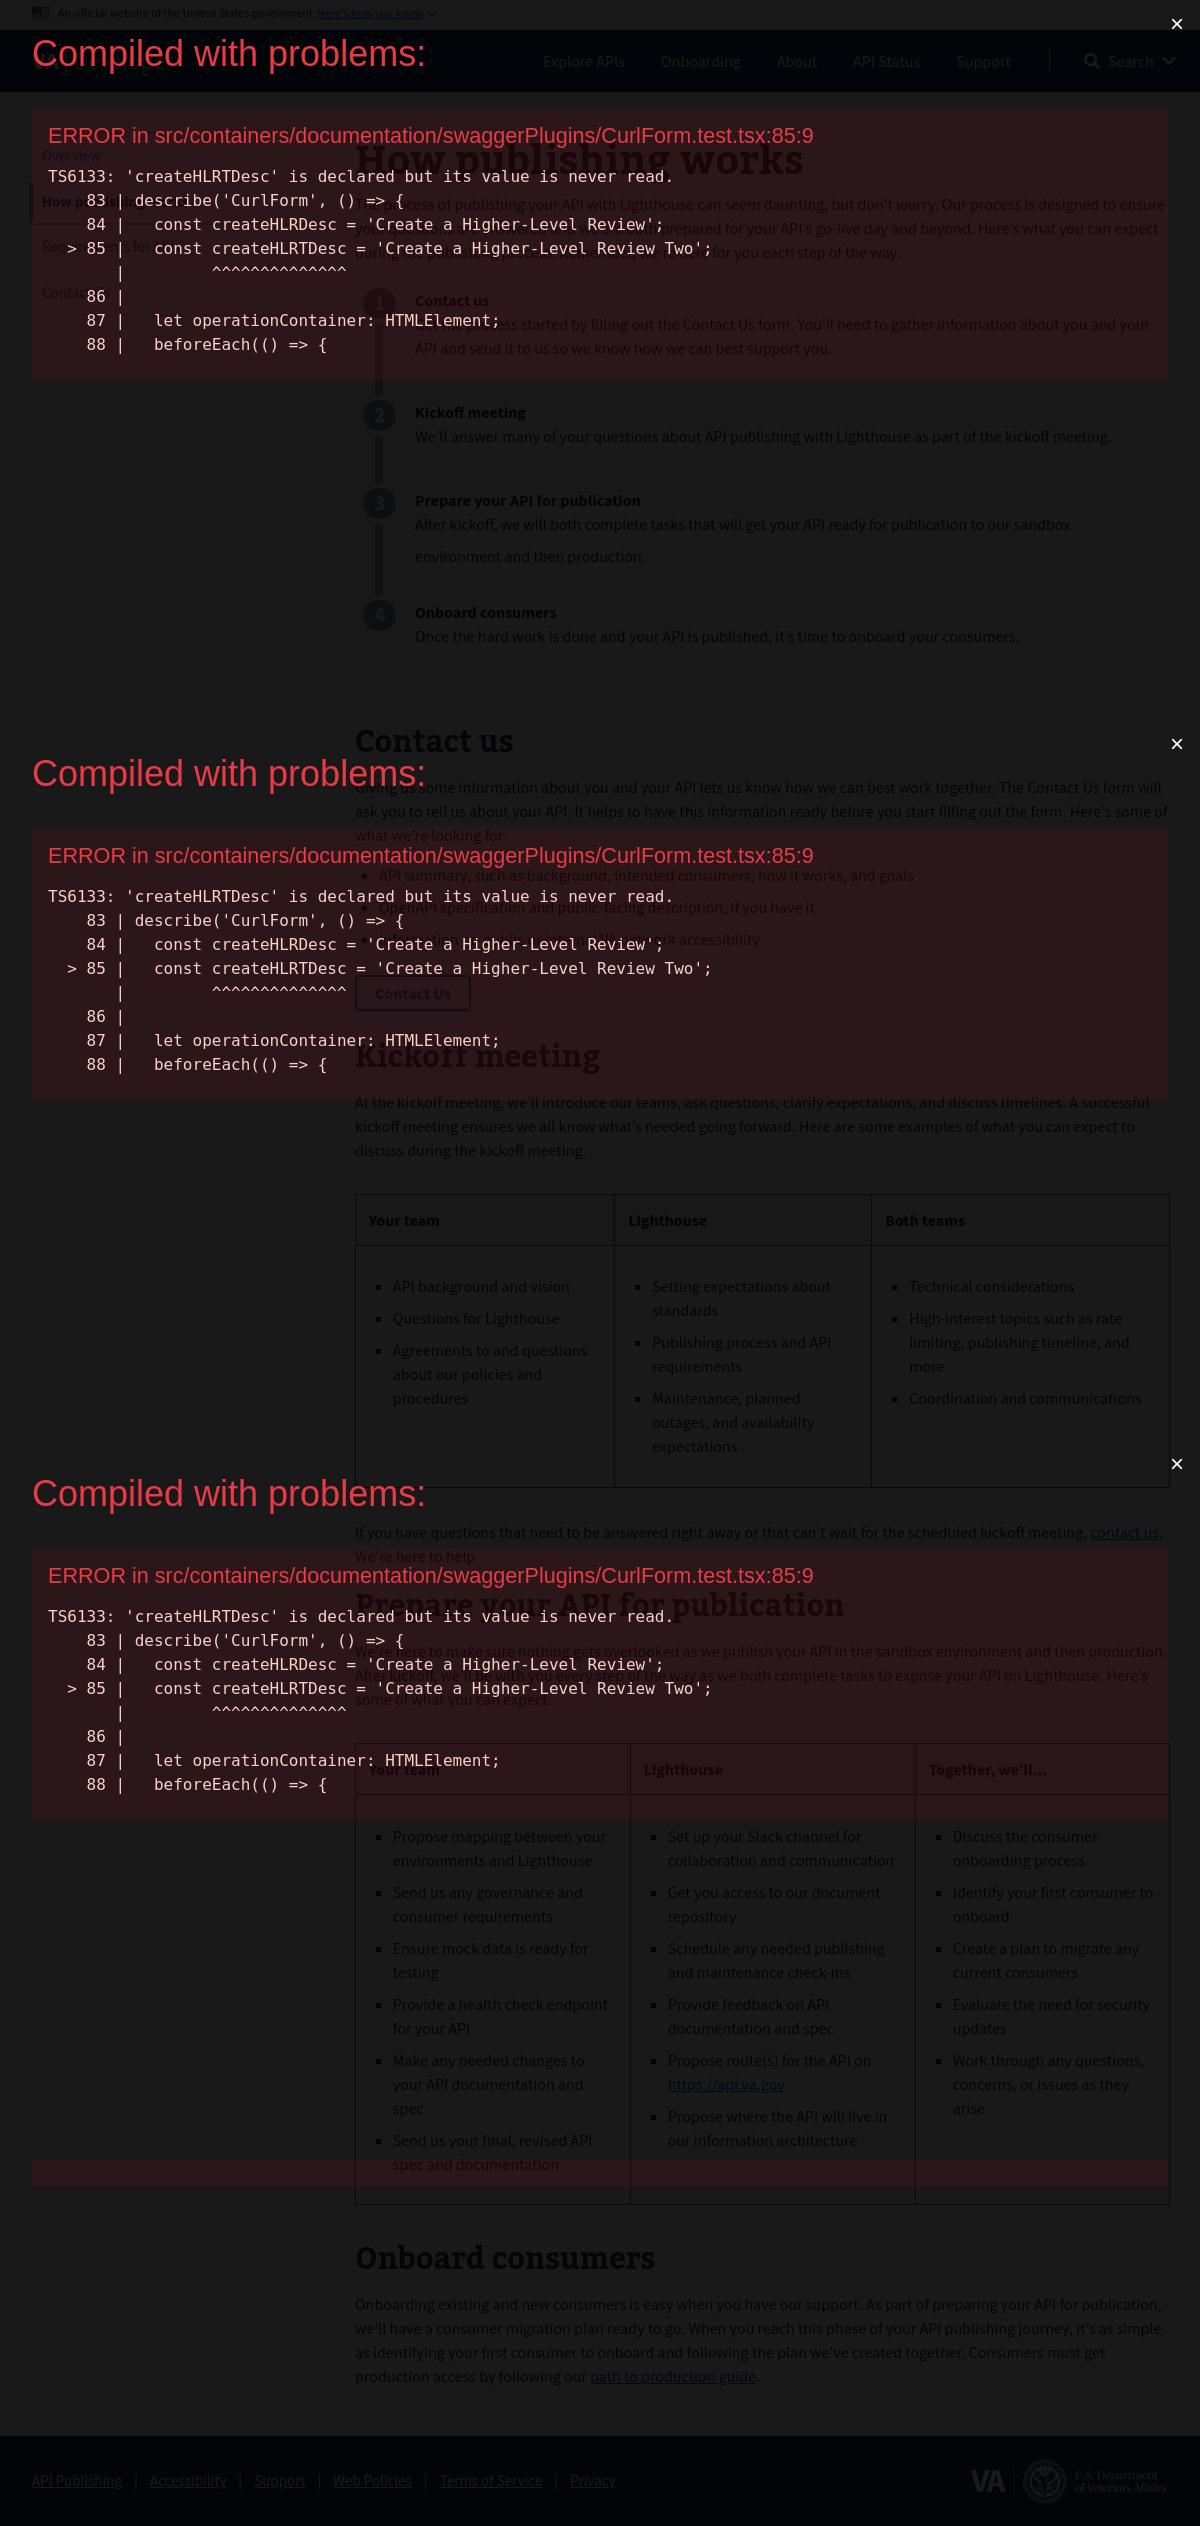 An official website of the United States government Here's how you know
×
Compiled with problems:
Explore APIs Onboarding About API Status Support Search
ERROR in src/containers/documentation/swaggerPlugins/CurlForm.test.tsx:85:9
Overview
How publishing works
TS6133: 'createHLRTDesc' is declared but its value is never read.
83 | describe('CurlForm', () => {
84 |   const createHLRDesc = 'Create a Higher-Level Review';
> 85 |   const createHLRTDesc = 'Create a Higher-Level Review Two';
|         ^^^^^^^^^^^^^^
86 |
87 |   let operationContainer: HTMLElement;
88 |   beforeEach(() => {
process of publishing your API with Lighthouse can seem daunting, but don't worry. Our process is designed to ensure
prepared for your API's go-live day and beyond. Here's what you can expect
for you each step of the way.
1
Contact us
process started by filling out the Contact Us form. You'll need to gather information about you and your
API and send it to us so we know how we can best support you.
2
Kickoff meeting
We'll answer many of your questions about API publishing with Lighthouse as part of the kickoff meeting.
3
Prepare your API for publication
After kickoff, we will both complete tasks that will get your API ready for publication to our sandbox
environment and then production.
4
Onboard consumers
Once the hard work is done and your API is published, it's time to onboard your consumers.
Contact us
×
Compiled with problems:
Giving us some information about you and your API lets us know how we can best work together. The Contact Us form will
ask you to tell us about your API. It helps to have this information ready before you start filling out the form. Here's some of
what we're looking for:
ERROR in src/containers/documentation/swaggerPlugins/CurlForm.test.tsx:85:9
API summary, such as background, intended consumers, how it works, and goals
TS6133: 'createHLRTDesc' is declared but its value is never read.
OpenAPI specification and public-facing description, if you have it
83 | describe('CurlForm', () => {
84 |   const createHLRDesc = 'Create a Higher-Level Review';
accessibility
> 85 |   const createHLRTDesc = 'Create a Higher-Level Review Two';
|         ^^^^^^^^^^^^^^
Contact Us
86 |
87 |   let operationContainer: HTMLElement;
88 |   beforeEach(() => {
Kickoff meeting
At the kickoff meeting, we'll introduce our teams, ask questions, clarify expectations, and discuss timelines. A successful
kickoff meeting ensures we all know what's needed going forward. Here are some examples of what you can expect to
discuss during the kickoff meeting.
Your team Lighthouse Both teams
API background and vision
Questions for Lighthouse
Agreements to and questions
about our policies and
procedures
Setting expectations about
standards
Publishing process and API
requirements
Maintenance, planned
outages, and availability
expectations
Technical considerations
High-interest topics such as rate
limiting, publishing timeline, and
more
Coordination and communications
×
Compiled with problems:
If you have questions that need to be answered right away or that can't wait for the scheduled kickoff meeting, contact us.
We're here to help
ERROR in src/containers/documentation/swaggerPlugins/CurlForm.test.tsx:85:9
Prepare your API for publication
TS6133: 'createHLRTDesc' is declared but its value is never read.
83 | describe('CurlForm', () => {
84 |   const createHLRDesc = 'Create a Higher-Level Review';
> 85 |   const createHLRTDesc = 'Create a Higher-Level Review Two';
|         ^^^^^^^^^^^^^^
86 |
87 |   let operationContainer: HTMLElement;
88 |   beforeEach(() => {
We're here to make sure nothing gets overlooked as we publish your API in the sandbox environment and then production.
After kickoff, we'll be with you every step of the way as we both complete tasks to expose your API on Lighthouse. Here's
some of what you can expect.
Your team Lighthouse Together, we'll...
Propose mapping between your
environments and Lighthouse
Send us any governance and
consumer requirements
Ensure mock data is ready for
testing
Provide a health check endpoint
for your API
Make any needed changes to
your API documentation and
spec
Send us your final, revised API
spec and documentation
Set up your Slack channel for
collaboration and communication
Get you access to our document
repository
Schedule any needed publishing
and maintenance check-ins
Provide feedback on API
documentation and spec
Propose route(s) for the API on
https://api.va.gov
Propose where the API will live in
our information architecture
Discuss the consumer
onboarding process
Identify your first consumer to
onboard
Create a plan to migrate any
current consumers
Evaluate the need for security
updates
Work through any questions,
concerns, or issues as they
arise
Onboard consumers
Onboarding existing and new consumers is easy when you have our support. As part of preparing your API for publication,
we'll have a consumer migration plan ready to go. When you reach this phase of your API publishing journey, it's as simple
as identifying your first consumer to onboard and following the plan we've created together. Consumers must get
production access by following our path to production guide.
API Publishing | Accessibility | Support | Web Policies | Terms of Service | Privacy
VA U.S. Department
of Veterans Affairs